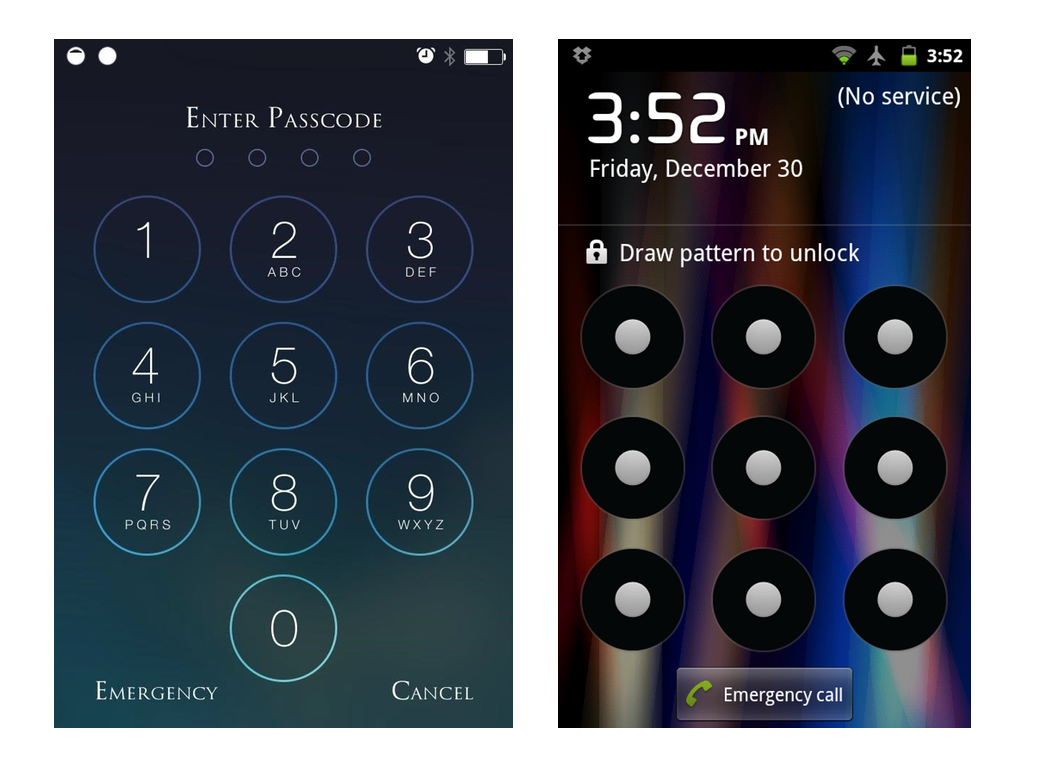 ENTER PASSCODE
1
2
ABC
3
DEF
4
GHI
5
JKL
6
MNO
7
PQRS
8
TUV
9
WXYZ
0
EMERGENCY
CANCEL
3:52
(No service)
3:52 PM
Friday, December 30
Draw pattern to unlock
Emergency call